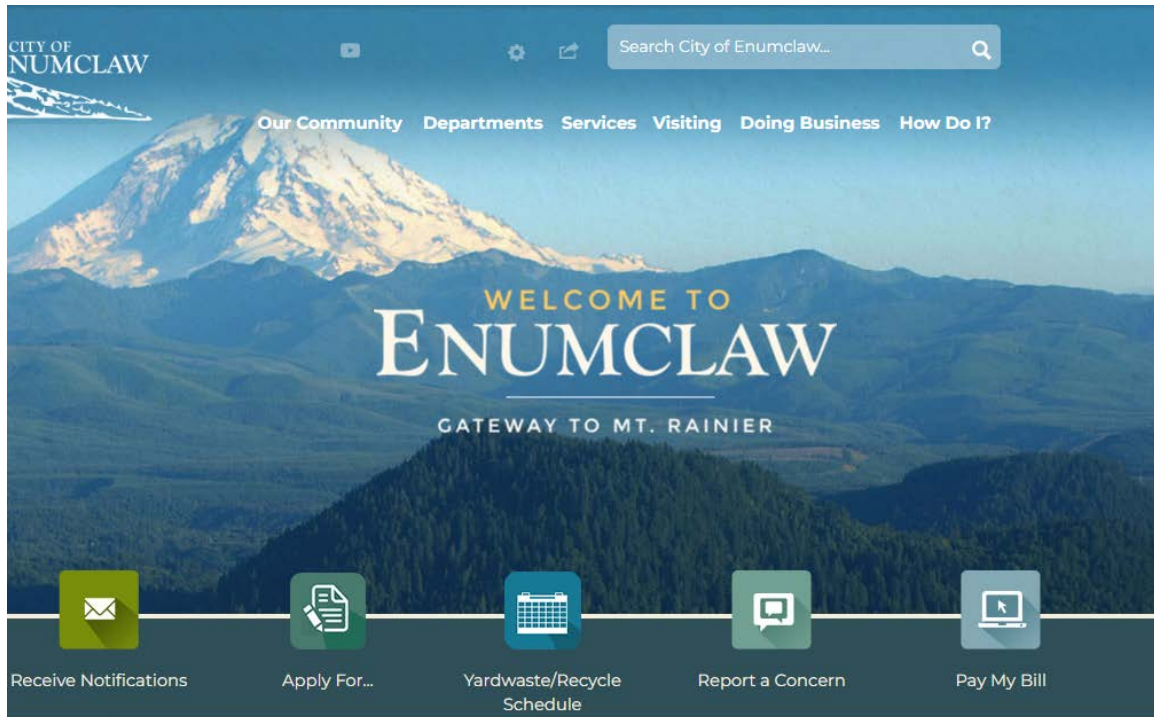 CITY OF
NUMCLAW
Search City of Enumclaw...
Our Community Departments Services Visiting Doing Business How Do I?
WELCOME TO
ENUMCLAW
GATEWAY TO MT. RAINIER
Receive Notifications
Apply For...
Yardwaste/Recycle
Schedule
Report a Concern
Pay My Bill